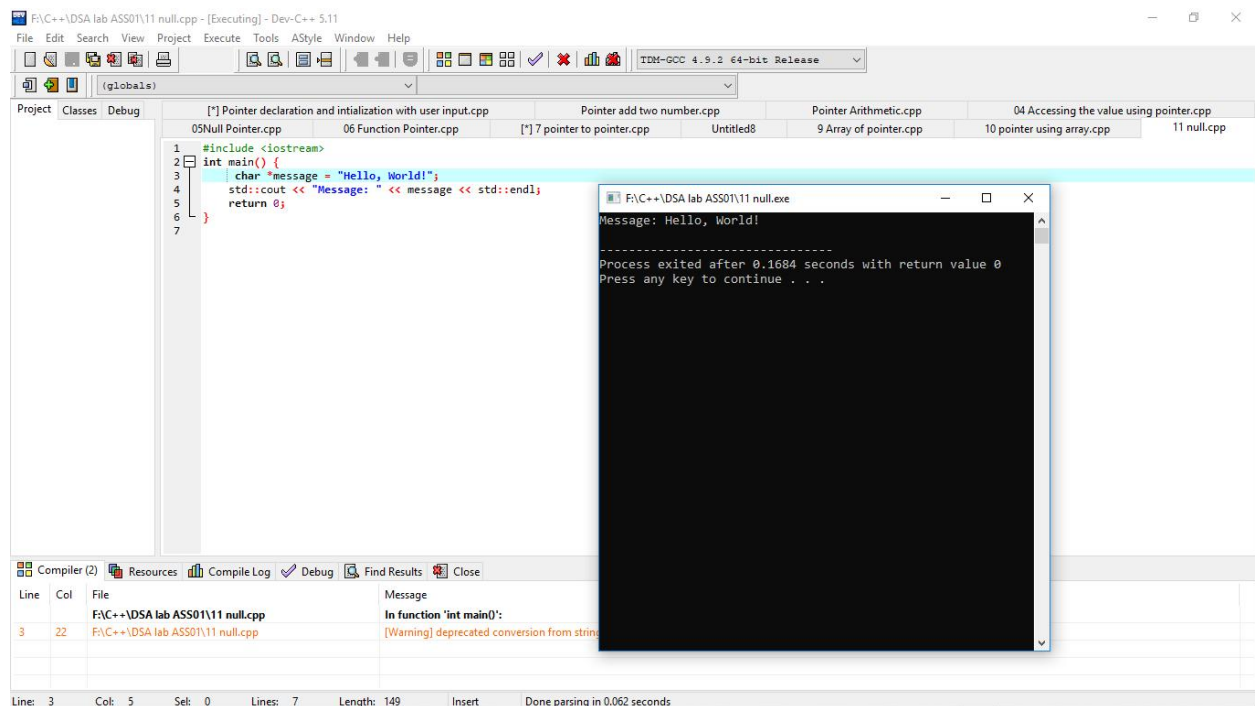 F:\C++\DSA lab ASS01\11 null.cpp - [Executing] - Dev-C++ 5.11
File Edit Search View Project Execute Tools AStyle Window Help
TDM-GCC 4.9.2 64-bit Release
(globals)
Project Classes Debug
[*] Pointer declaration and intialization with user input.cpp Pointer add two number.cpp Pointer Arithmetic.cpp 04 Accessing the value using pointer.cpp
05Null Pointer.cpp 06 Function Pointer.cpp [*] 7 pointer to pointer.cpp Untitled8 9 Array of pointer.cpp 10 pointer using array.cpp 11 null.cpp
1 #include <iostream>
2 int main() {
3 char *message = "Hello, World!";
4 std::cout << "Message: " << message << std::endl;
5 return 0;
6 }
7
F:\C++\DSA lab ASS01\11 null.exe
Message: Hello, World!
--------------------------------
Process exited after 0.1684 seconds with return value 0
Press any key to continue . . .
Compiler (2) Resources Compile Log Debug Find Results Close
Line Col File Message
F:\C++\DSA lab ASS01\11 null.cpp In function 'int main()':
3 22 F:\C++\DSA lab ASS01\11 null.cpp [Warning] deprecated conversion from
Line: 3 Col: 5 Sel: 0 Lines: 7 Length: 149 Insert Done parsing in 0.062 seconds